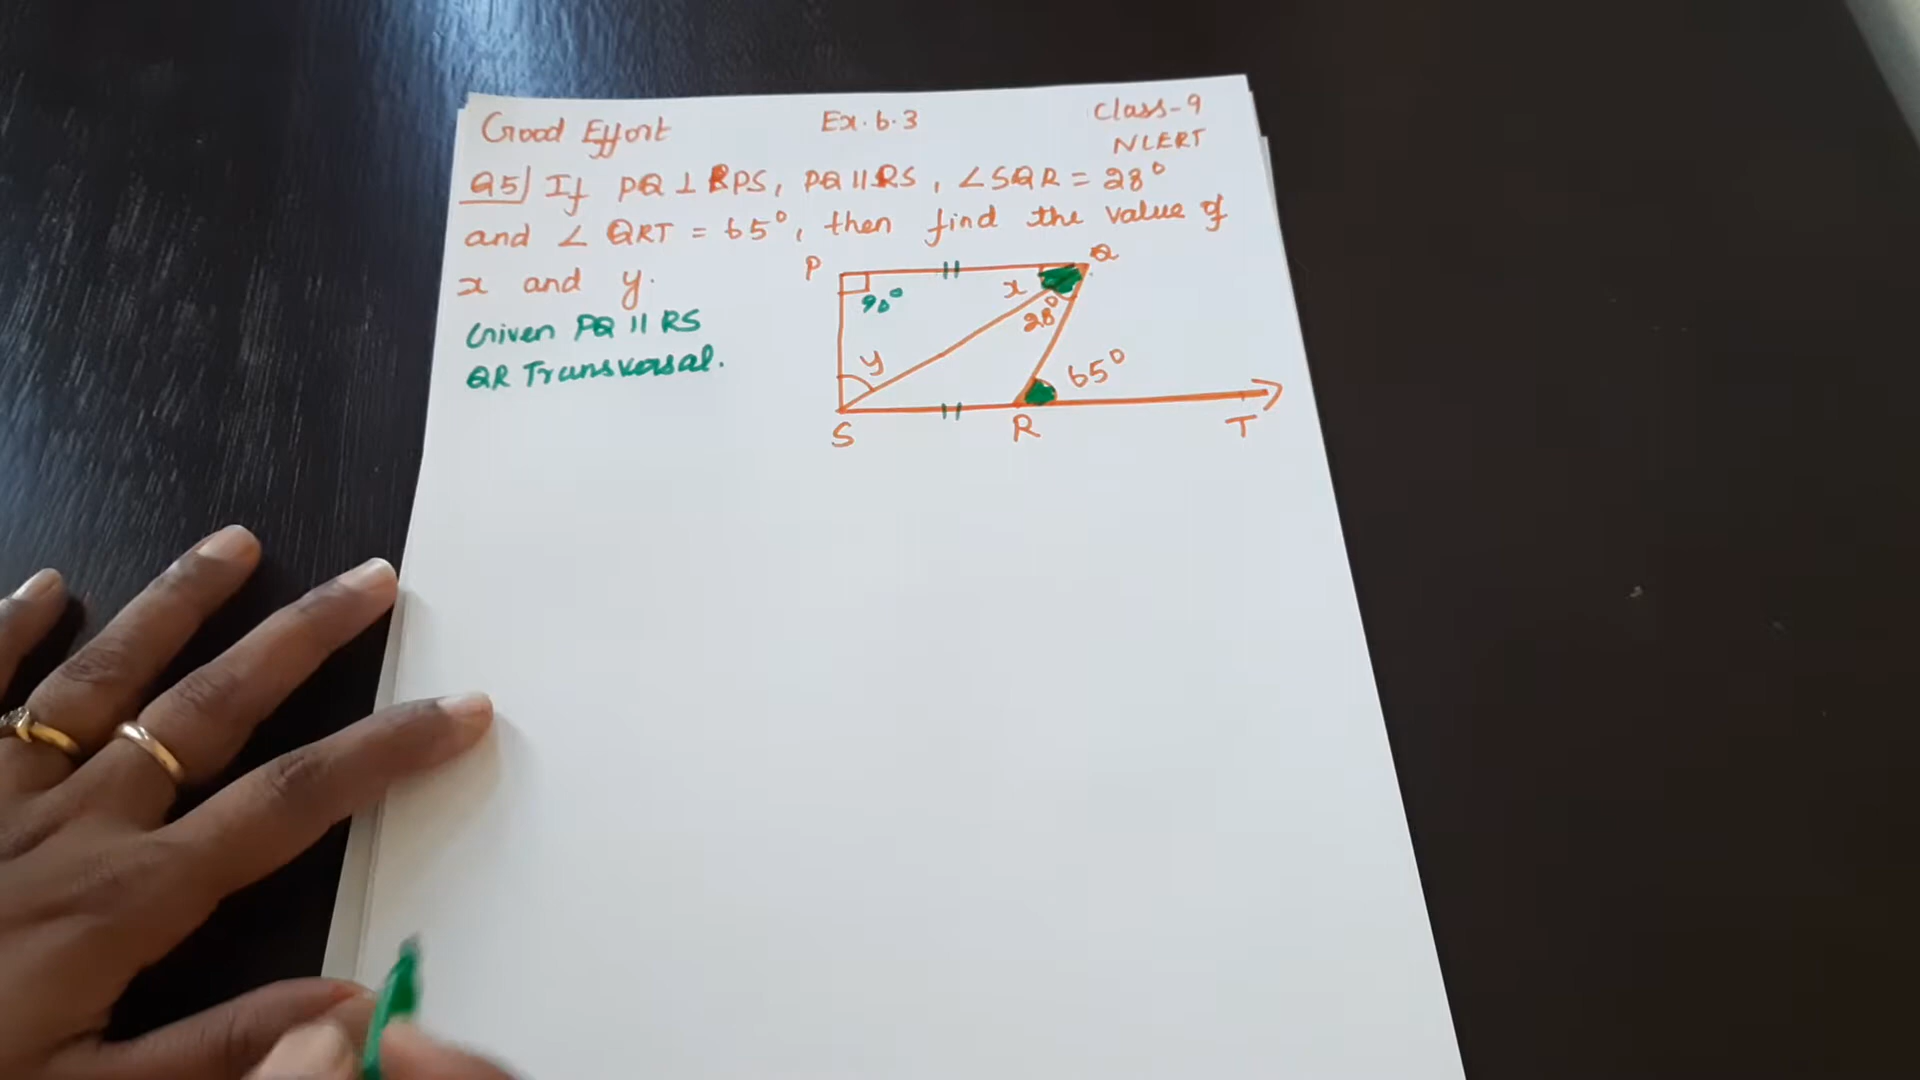 Good Effort
Ex. 6.3
Class-9
NCERT
Q5) If PQ ⊥ PS, PQ || RS, ∠SQR = 28°
and ∠ QRT = 65°, then find the value of
x and y.
Given PQ || RS
QR Transversal.
P
Q
90°
x
28°
y
65°
S
R
T